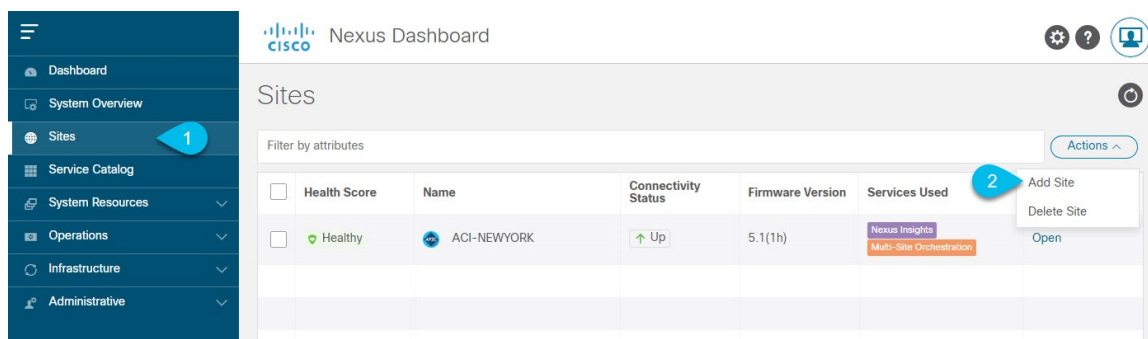 CISCO Nexus Dashboard
?
Dashboard
System Overview
Sites
1
Service Catalog
System Resources
Operations
Infrastructure
Administrative
Sites
Filter by attributes
Actions
2
Add Site
Delete Site
Health Score Name Connectivity Status Firmware Version Services Used
Healthy APIC ACI-NEWYORK Up 5.1(1h) Nexus Insights Open
Multi-Site Orchestration